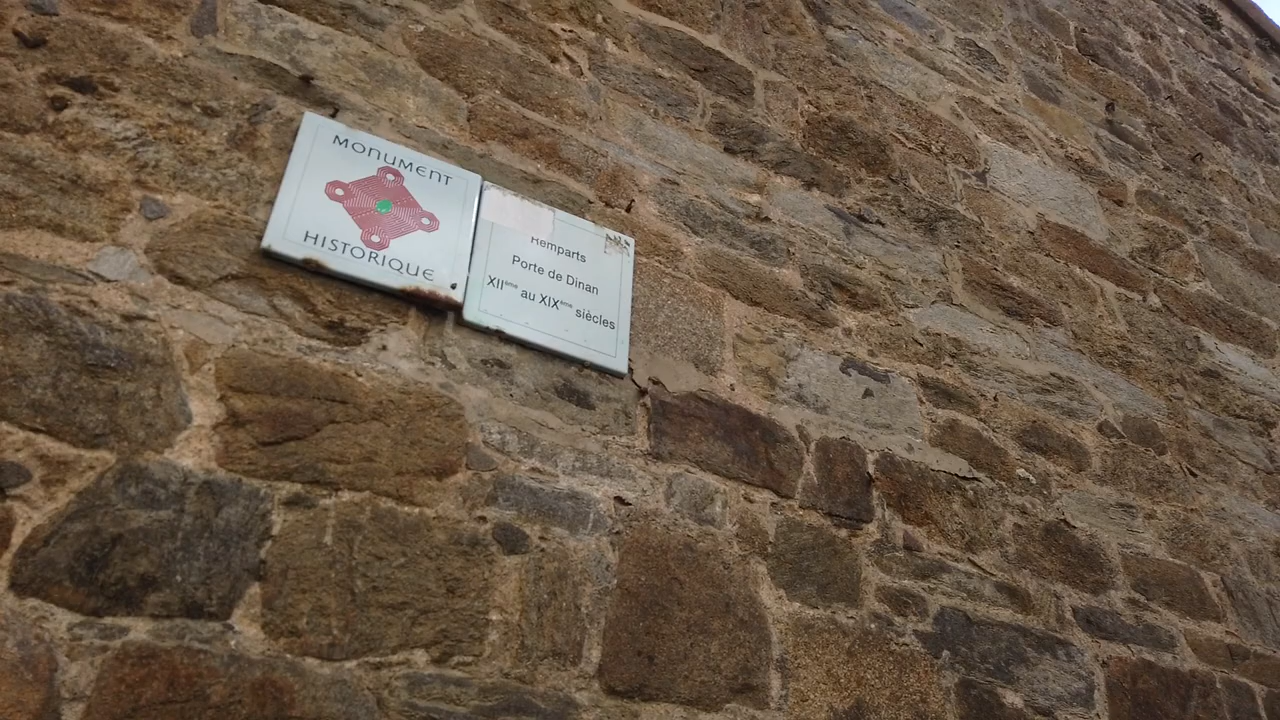 MONUMENT
HISTORIQUE
Remparts
Porte de Dinan
XIIème au XIXème siècles